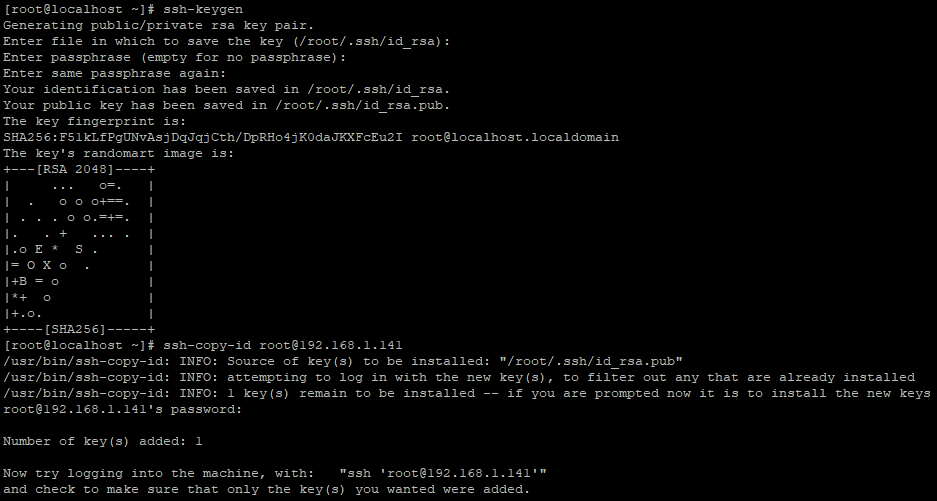 [root@localhost ~]# ssh-keygen
Generating public/private rsa key pair.
Enter file in which to save the key (/root/.ssh/id_rsa):
Enter passphrase (empty for no passphrase):
Enter same passphrase again:
Your identification has been saved in /root/.ssh/id_rsa.
Your public key has been saved in /root/.ssh/id_rsa.pub.
The key fingerprint is:
SHA256:F51kLfPgUNvAsjDqJqjCth/DpRHo4jK0daJKXFcEu2I root@localhost.localdomain
The key's randomart image is:
+---[RSA 2048]----+
|     ...   o=.   |
|  .   o o o+==.  |
| . . . o o.=+=.  |
|.   . +   ... .  |
|.o E *  S .      |
|= O X o  .       |
|+B = o           |
|*+  o            |
|+.o.             |
+----[SHA256]-----+
[root@localhost ~]# ssh-copy-id root@192.168.1.141
/usr/bin/ssh-copy-id: INFO: Source of key(s) to be installed: "/root/.ssh/id_rsa.pub"
/usr/bin/ssh-copy-id: INFO: attempting to log in with the new key(s), to filter out any that are already installed
/usr/bin/ssh-copy-id: INFO: 1 key(s) remain to be installed -- if you are prompted now it is to install the new keys
root@192.168.1.141's password:

Number of key(s) added: 1

Now try logging into the machine, with:   "ssh 'root@192.168.1.141'"
and check to make sure that only the key(s) you wanted were added.